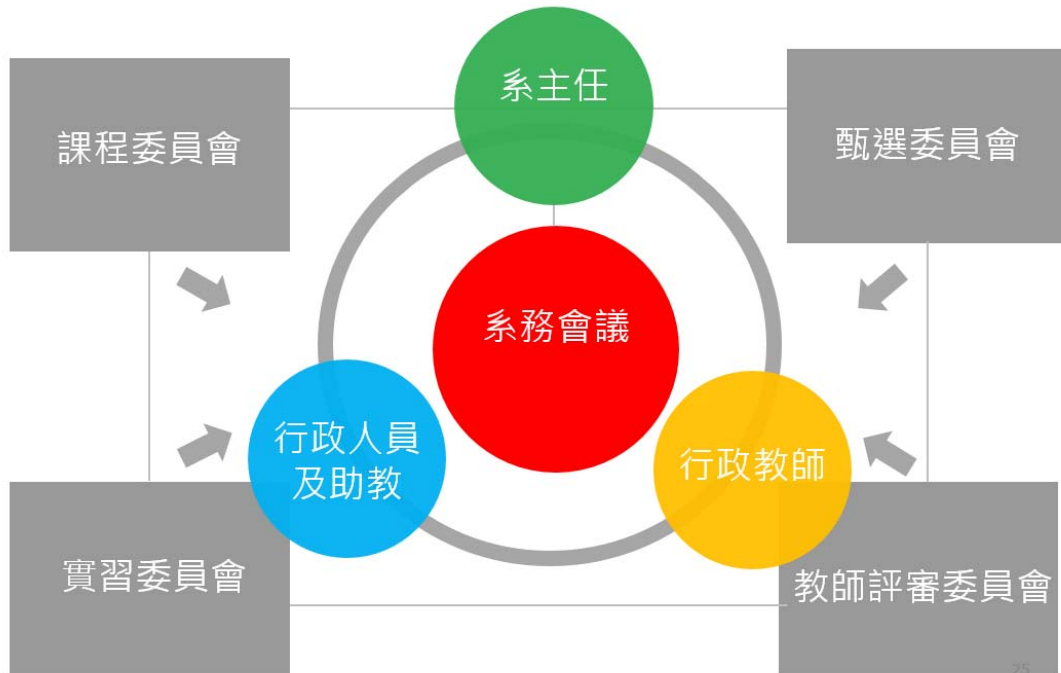 系主任
課程委員會
甄選委員會
系務會議
行政人員
及助教
行政教師
實習委員會
教師評審委員會
25